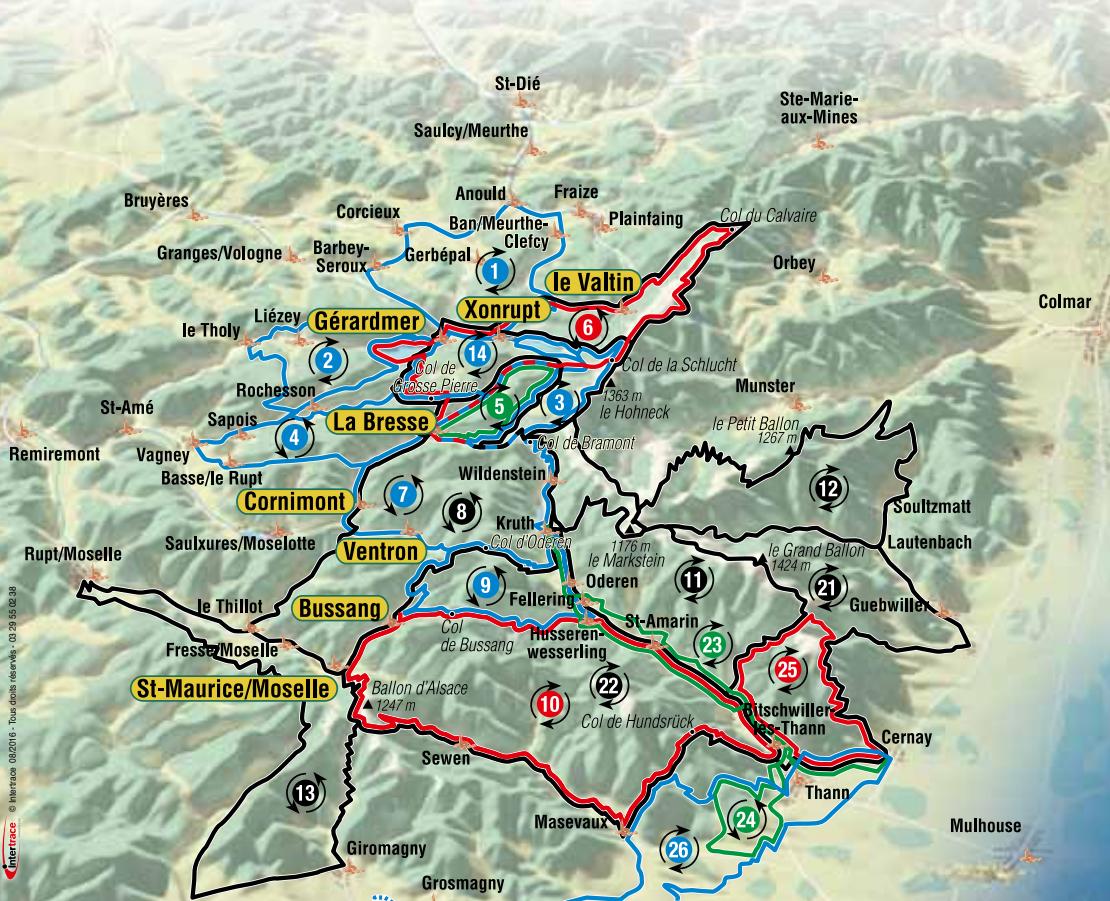 St-Dié
Ste-Marie-
aux-Mines
Saulcy/Meurthe
Bruyères
Anould
Fraize
Corcieux
Ban/Meurthe-
Clefcy
Plainfaing
Col du Calvaire
Granges/Vologne
Barbey-
Seroux
Gerbépal
1
Orbey
le Valtin
Colmar
Liézey
Gérardmer
Xonrupt
6
le Tholy
2
14
Col de
Grosse Pierre
Col de la Schlucht
Rochesson
Munster
1363 m
le Hohneck
St-Amé
Sapois
La Bresse
5
3
le Petit Ballon
1267 m
4
Remiremont
Vagney
Col de Bramont
Basse/le Rupt
Wildenstein
12
Cornimont
7
8
Soultzmatt
Kruth
Saulxures/Moselotte
Ventron
Col d'Oderen
1176 m
le Markstein
Lautenbach
Rupt/Moselle
le Grand Ballon
1424 m
9
Oderen
11
21
le Thillot
Bussang
Fellering
Guebwiller
Col
de Bussang
St-Amarin
Husseren-
wesserling
23
Fresse/Moselle
25
St-Maurice/Moselle
Ballon d'Alsace
1247 m
22
10
Col de Hundsrück
Bitschwiller-
lès-Thann
Cernay
Sewen
13
Thann
Masevaux
24
Mulhouse
26
Giromagny
Grosmagny
Intertrace © Intertrace 08/2016 - Tous droits réservés - 03 29 55 02 38